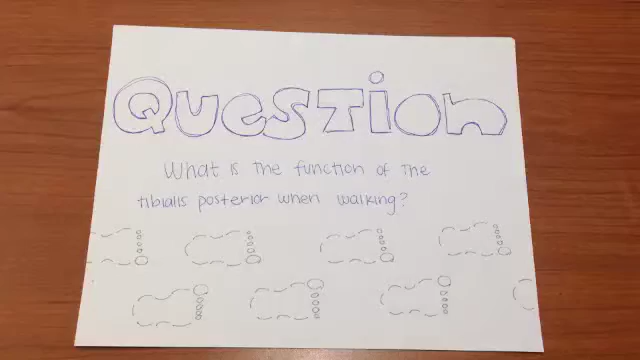 Question
What is the function of the
tibialis posterior when walking?